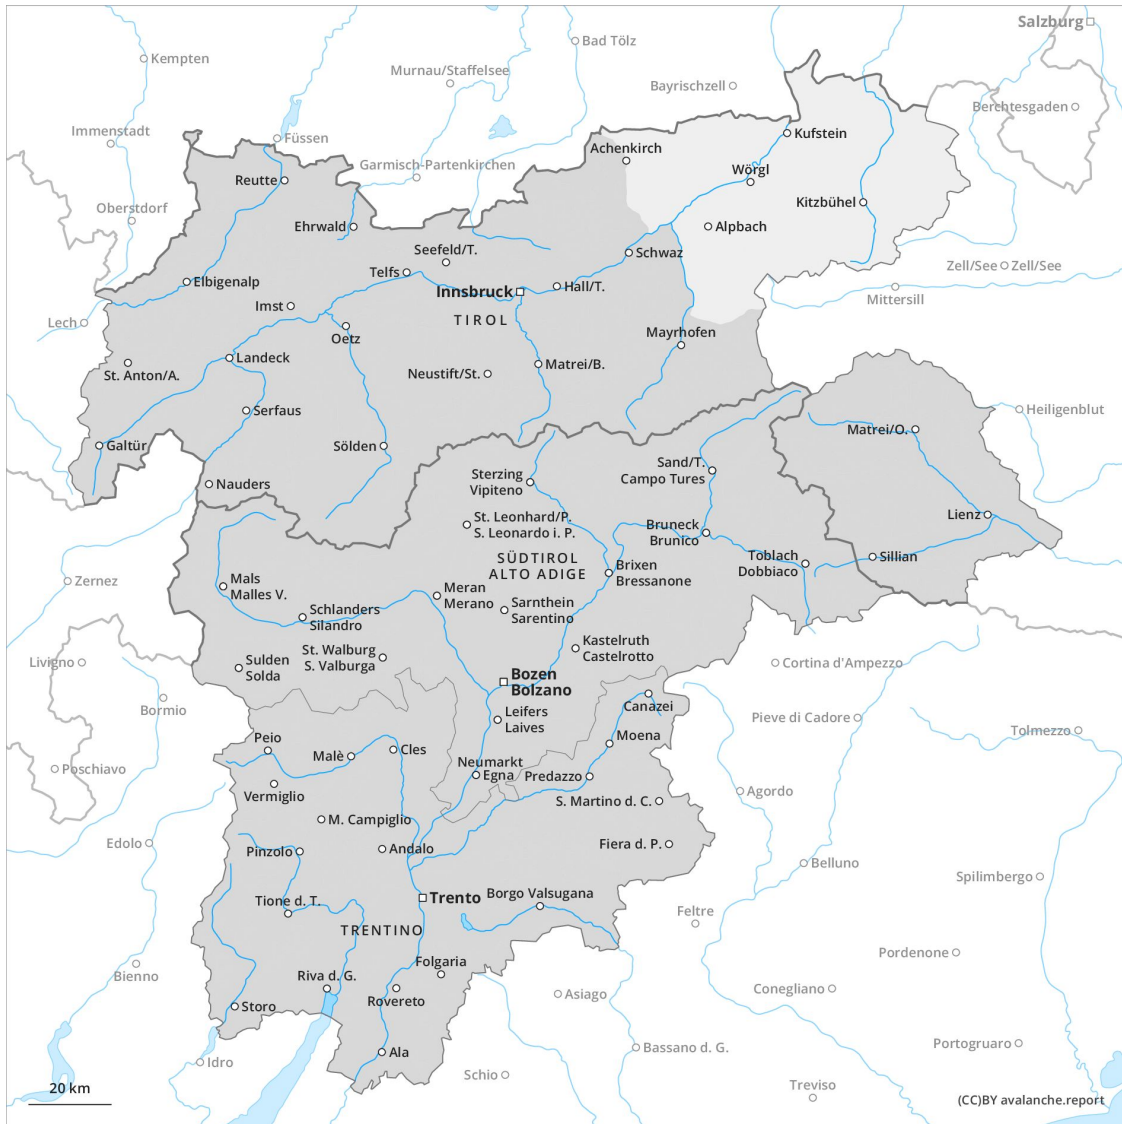 Salzburg
Bad Tölz
Kempten
Murnau/Staffelsee
Bayrischzell
Berchtesgaden
Immenstadt
Füssen
Kufstein
Achenkirch
Garmisch-Partenkirchen
Wörgl
Reutte
Oberstdorf
Kitzbühel
Ehrwald
Alpbach
Seefeld/T.
Schwaz
Telfs
Zell/See
Zell/See
Elbigenalp
Innsbruck
Hall/T.
Mittersill
Imst
TIROL
Lech
Oetz
Mayrhofen
Landeck
Matrei/B.
St. Anton/A.
Neustift/St.
Serfaus
Heiligenblut
Matrei/O.
Galtür
Sölden
Sterzing
Vipiteno
Sand/T.
Campo Tures
Nauders
St. Leonhard/P.
S. Leonardo i. P.
Lienz
Bruneck
Brunico
SÜDTIROL
ALTO ADIGE
Toblach
Dobbiaco
Sillian
Brixen
Bressanone
Zernez
Mals
Malles V.
Meran
Merano
Sarnthein
Sarentino
Schlanders
Silandro
Kastelruth
Castelrotto
St. Walburg
S. Valburga
Livigno
Sulden
Solda
Cortina d'Ampezzo
Bozen
Bolzano
Bormio
Canazei
Leifers
Laives
Pieve di Cadore
Tolmezzo
Peio
Moena
Malè
Cles
Poschiavo
Neumarkt
Egna
Predazzo
Vermiglio
Agordo
S. Martino d. C.
M. Campiglio
Edolo
Pinzolo
Andalo
Fiera d. P.
Belluno
Spilimbergo
Trento
Borgo Valsugana
Tione d. T.
Feltre
TRENTINO
Pordenone
Folgaria
Bienno
Riva d. G.
Rovereto
Asiago
Conegliano
Storo
Portogruaro
Bassano d. G.
Ala
Idro
Schio
20 km
Treviso
(CC)BY avalanche.report